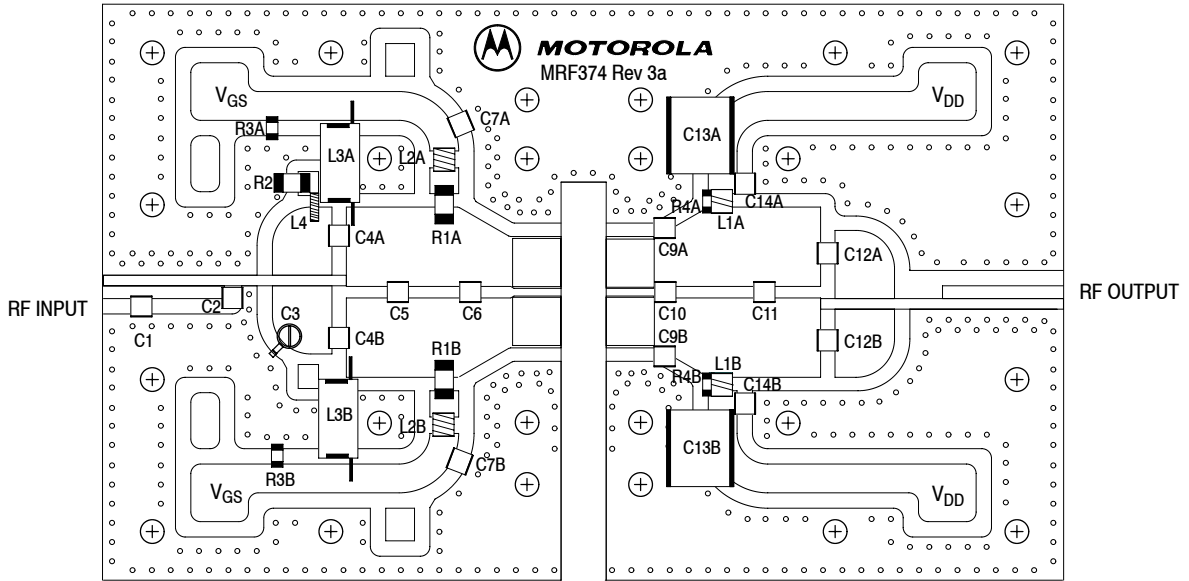 MOTOROLA
MRF374 Rev 3a
VGS
VDD
C7A
C13A
R3A
L3A
L2A
R2
C14A
R4A
L1A
L4
C4A
R1A
C9A
C12A
RF INPUT
C2
C5
C6
C10
C11
RF OUTPUT
C1
C3
C4B
C9B
C12B
R1B
L1B
R4B
C14B
L3B
L2B
C13B
R3B
C7B
VGS
VDD